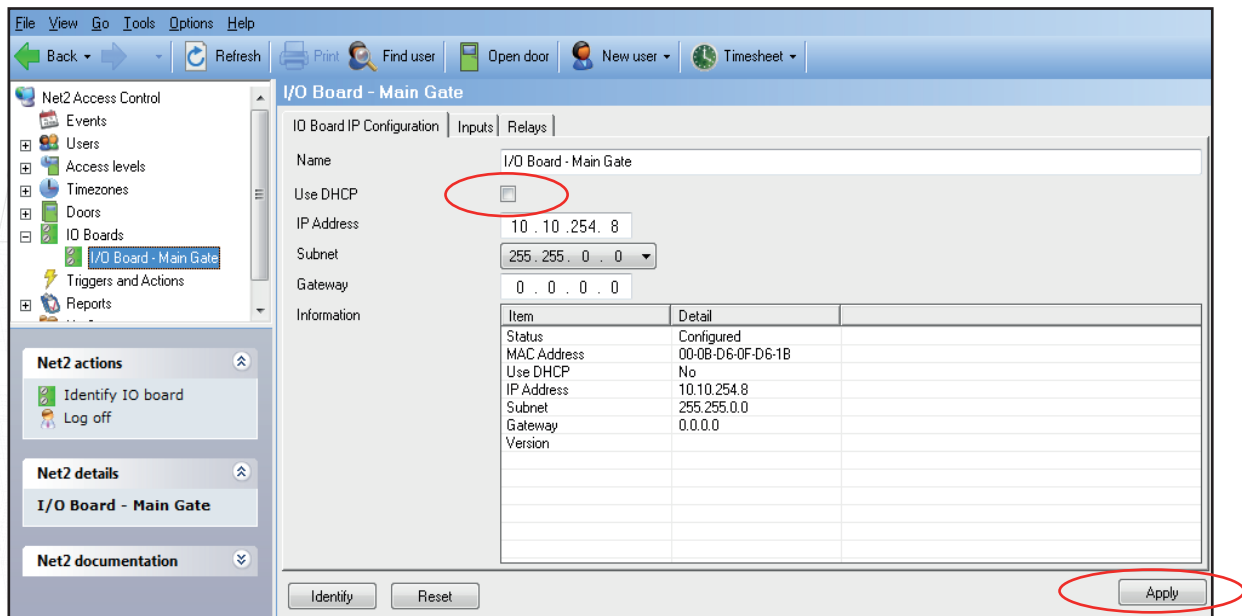 File View Go Tools Options Help
Back Refresh Print Find user Open door New user Timesheet
Net2 Access Control
Events
Users
Access levels
Timezones
Doors
IO Boards
I/O Board - Main Gate
Triggers and Actions
Reports
Net2 actions
Identify IO board
Log off
Net2 details
I/O Board - Main Gate
Net2 documentation
I/O Board - Main Gate
IO Board IP Configuration Inputs Relays
Name I/O Board - Main Gate
Use DHCP
IP Address 10 . 10 .254. 8
Subnet 255. 255. 0 . 0
Gateway 0 . 0 . 0 . 0
Information
Item Detail
Status Configured
MAC Address 00-0B-D6-0F-D6-1B
Use DHCP No
IP Address 10.10.254.8
Subnet 255.255.0.0
Gateway 0.0.0.0
Version
Identify Reset Apply